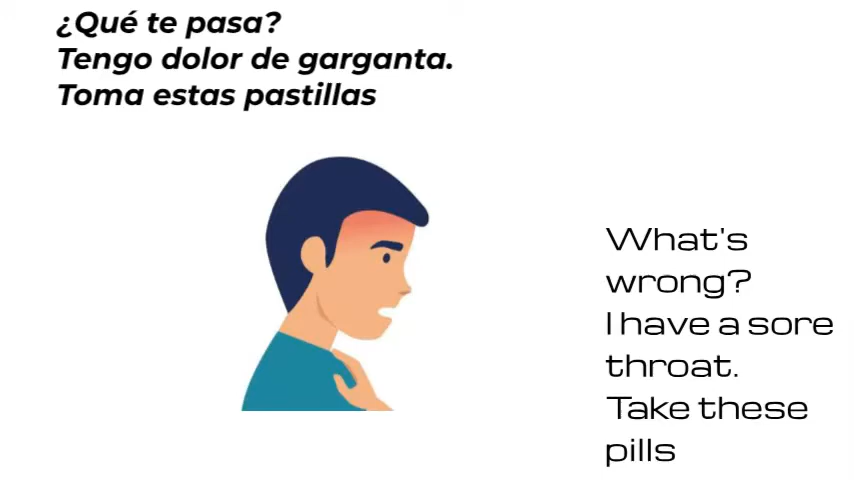 ¿Qué te pasa?
Tengo dolor de garganta.
Toma estas pastillas
What's
wrong?
I have a sore
throat.
Take these
pills